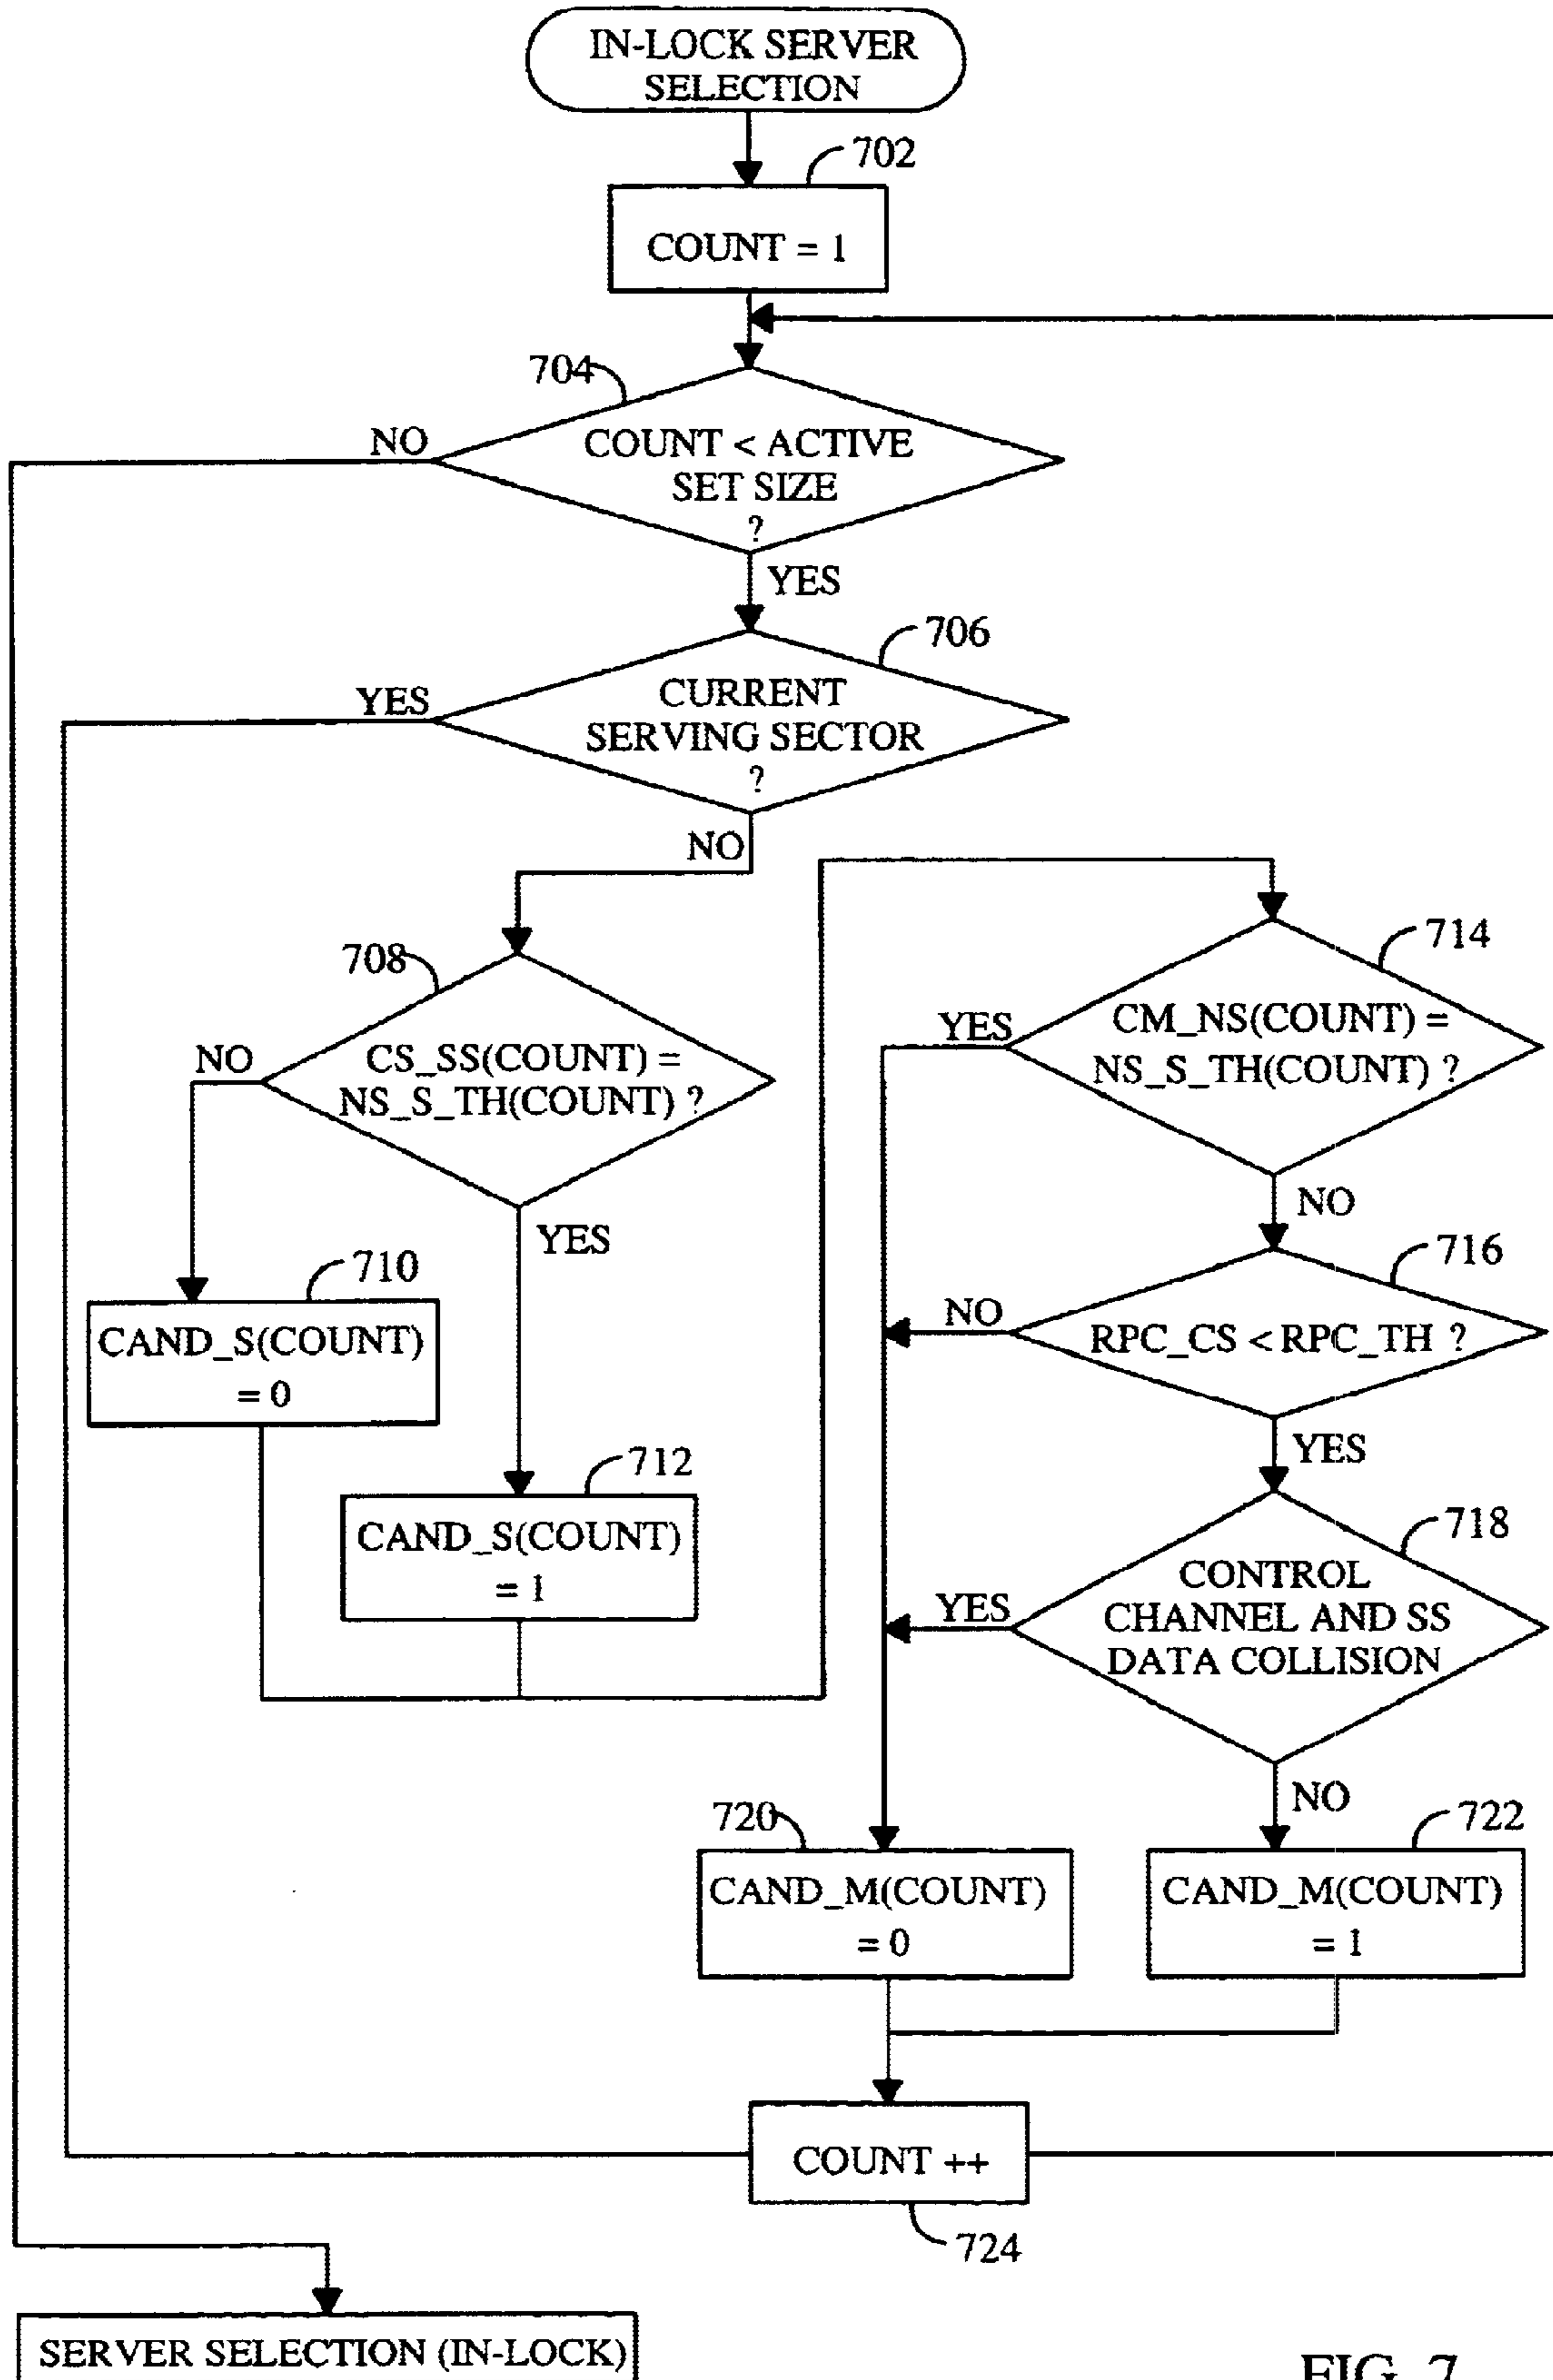 IN-LOCK SERVER
SELECTION
702
COUNT = 1
704
NO
COUNT < ACTIVE
SET SIZE
?
YES
706
YES
CURRENT
SERVING SECTOR
?
NO
708
NO
CS_SS(COUNT) =
NS_S_TH(COUNT) ?
YES
710
CAND_S(COUNT)
= 0
712
CAND_S(COUNT)
= 1
714
YES
CM_NS(COUNT) =
NS_S_TH(COUNT) ?
NO
716
NO
RPC_CS < RPC_TH ?
YES
718
YES
CONTROL
CHANNEL AND SS
DATA COLLISION
NO
720
CAND_M(COUNT)
= 0
722
CAND_M(COUNT)
= 1
COUNT ++
724
SERVER SELECTION (IN-LOCK)
FIG. 7